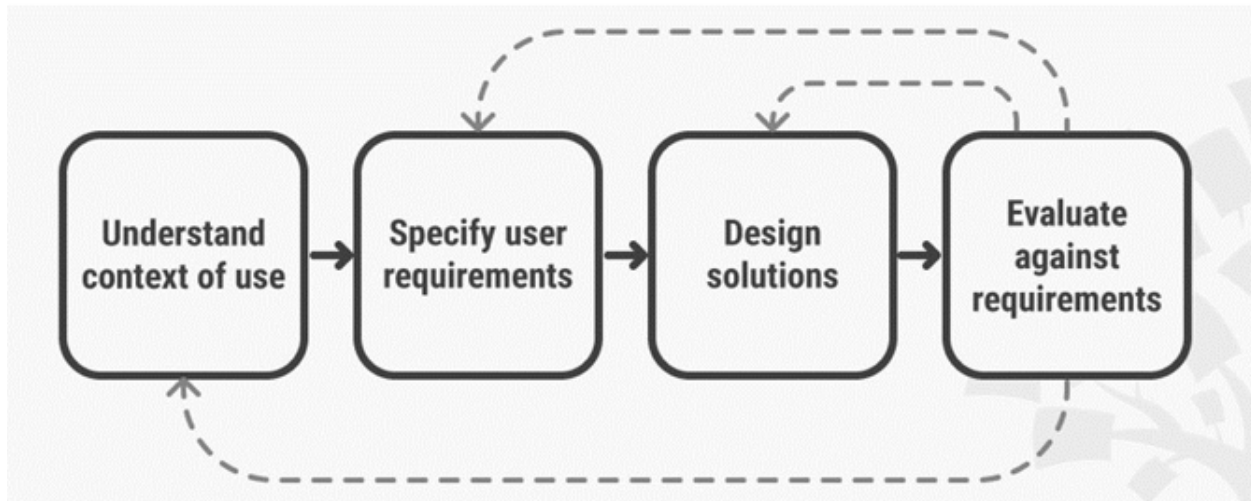 Understand
context of use
Specify user
requirements
Design
solutions
Evaluate
against
requirements